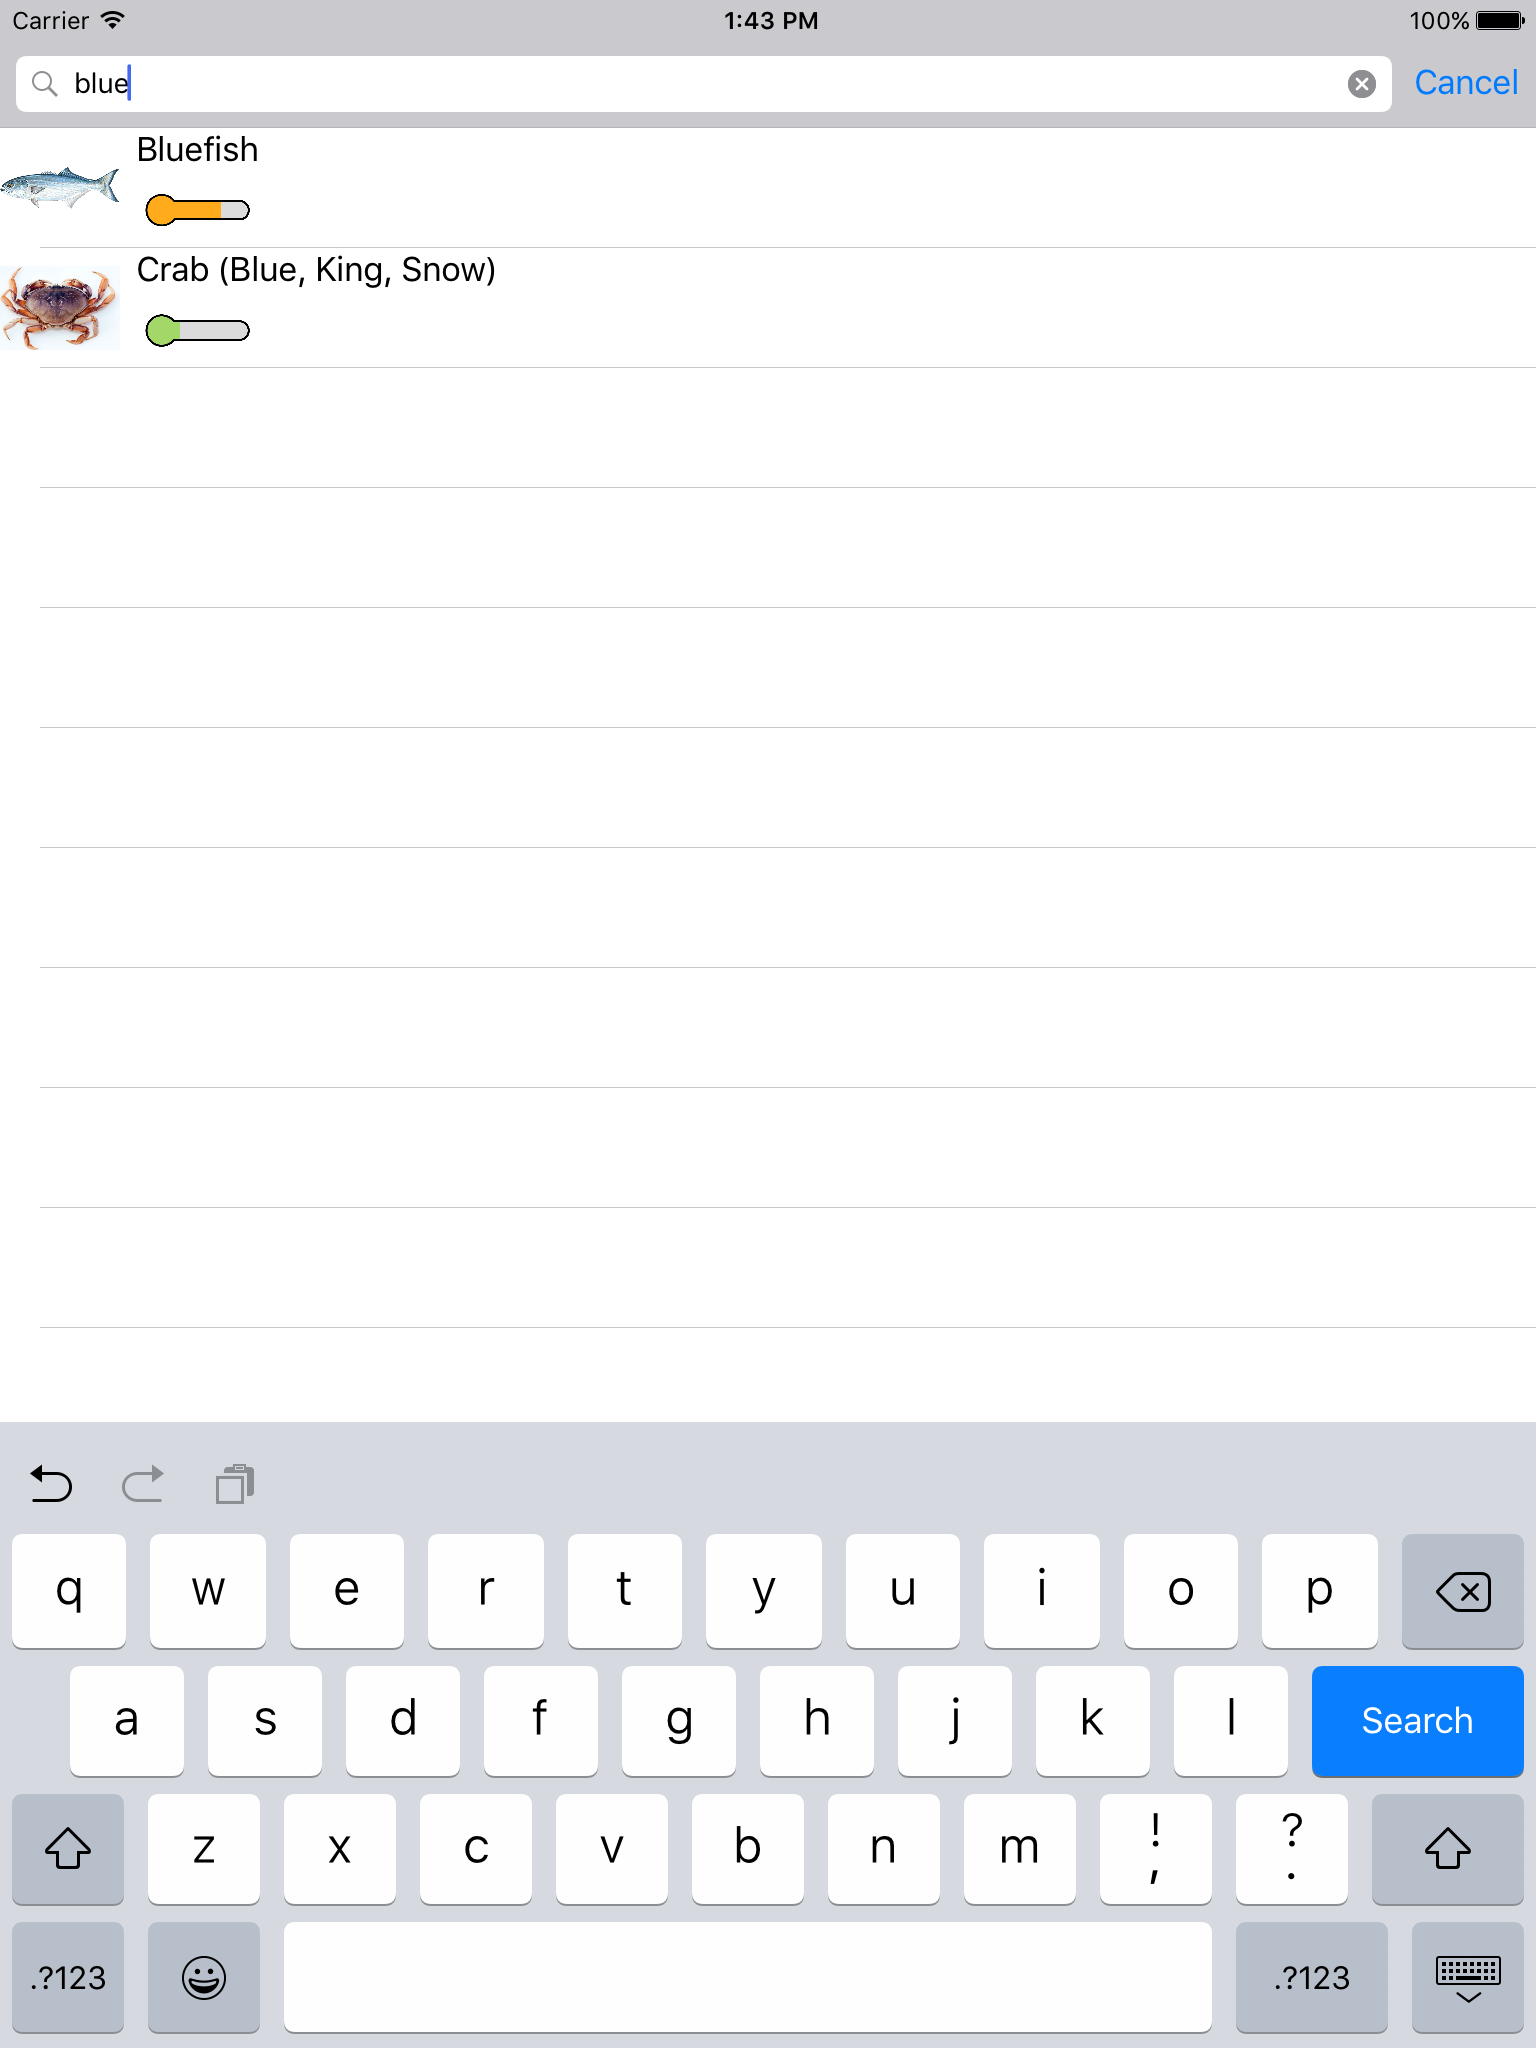 Carrier 1:43 PM 100%
blue Cancel
Bluefish
Crab (Blue, King, Snow)
q w e r t y u i o p
a s d f g h j k l Search
z x c v b n m ! , ? .
.?123 .?123